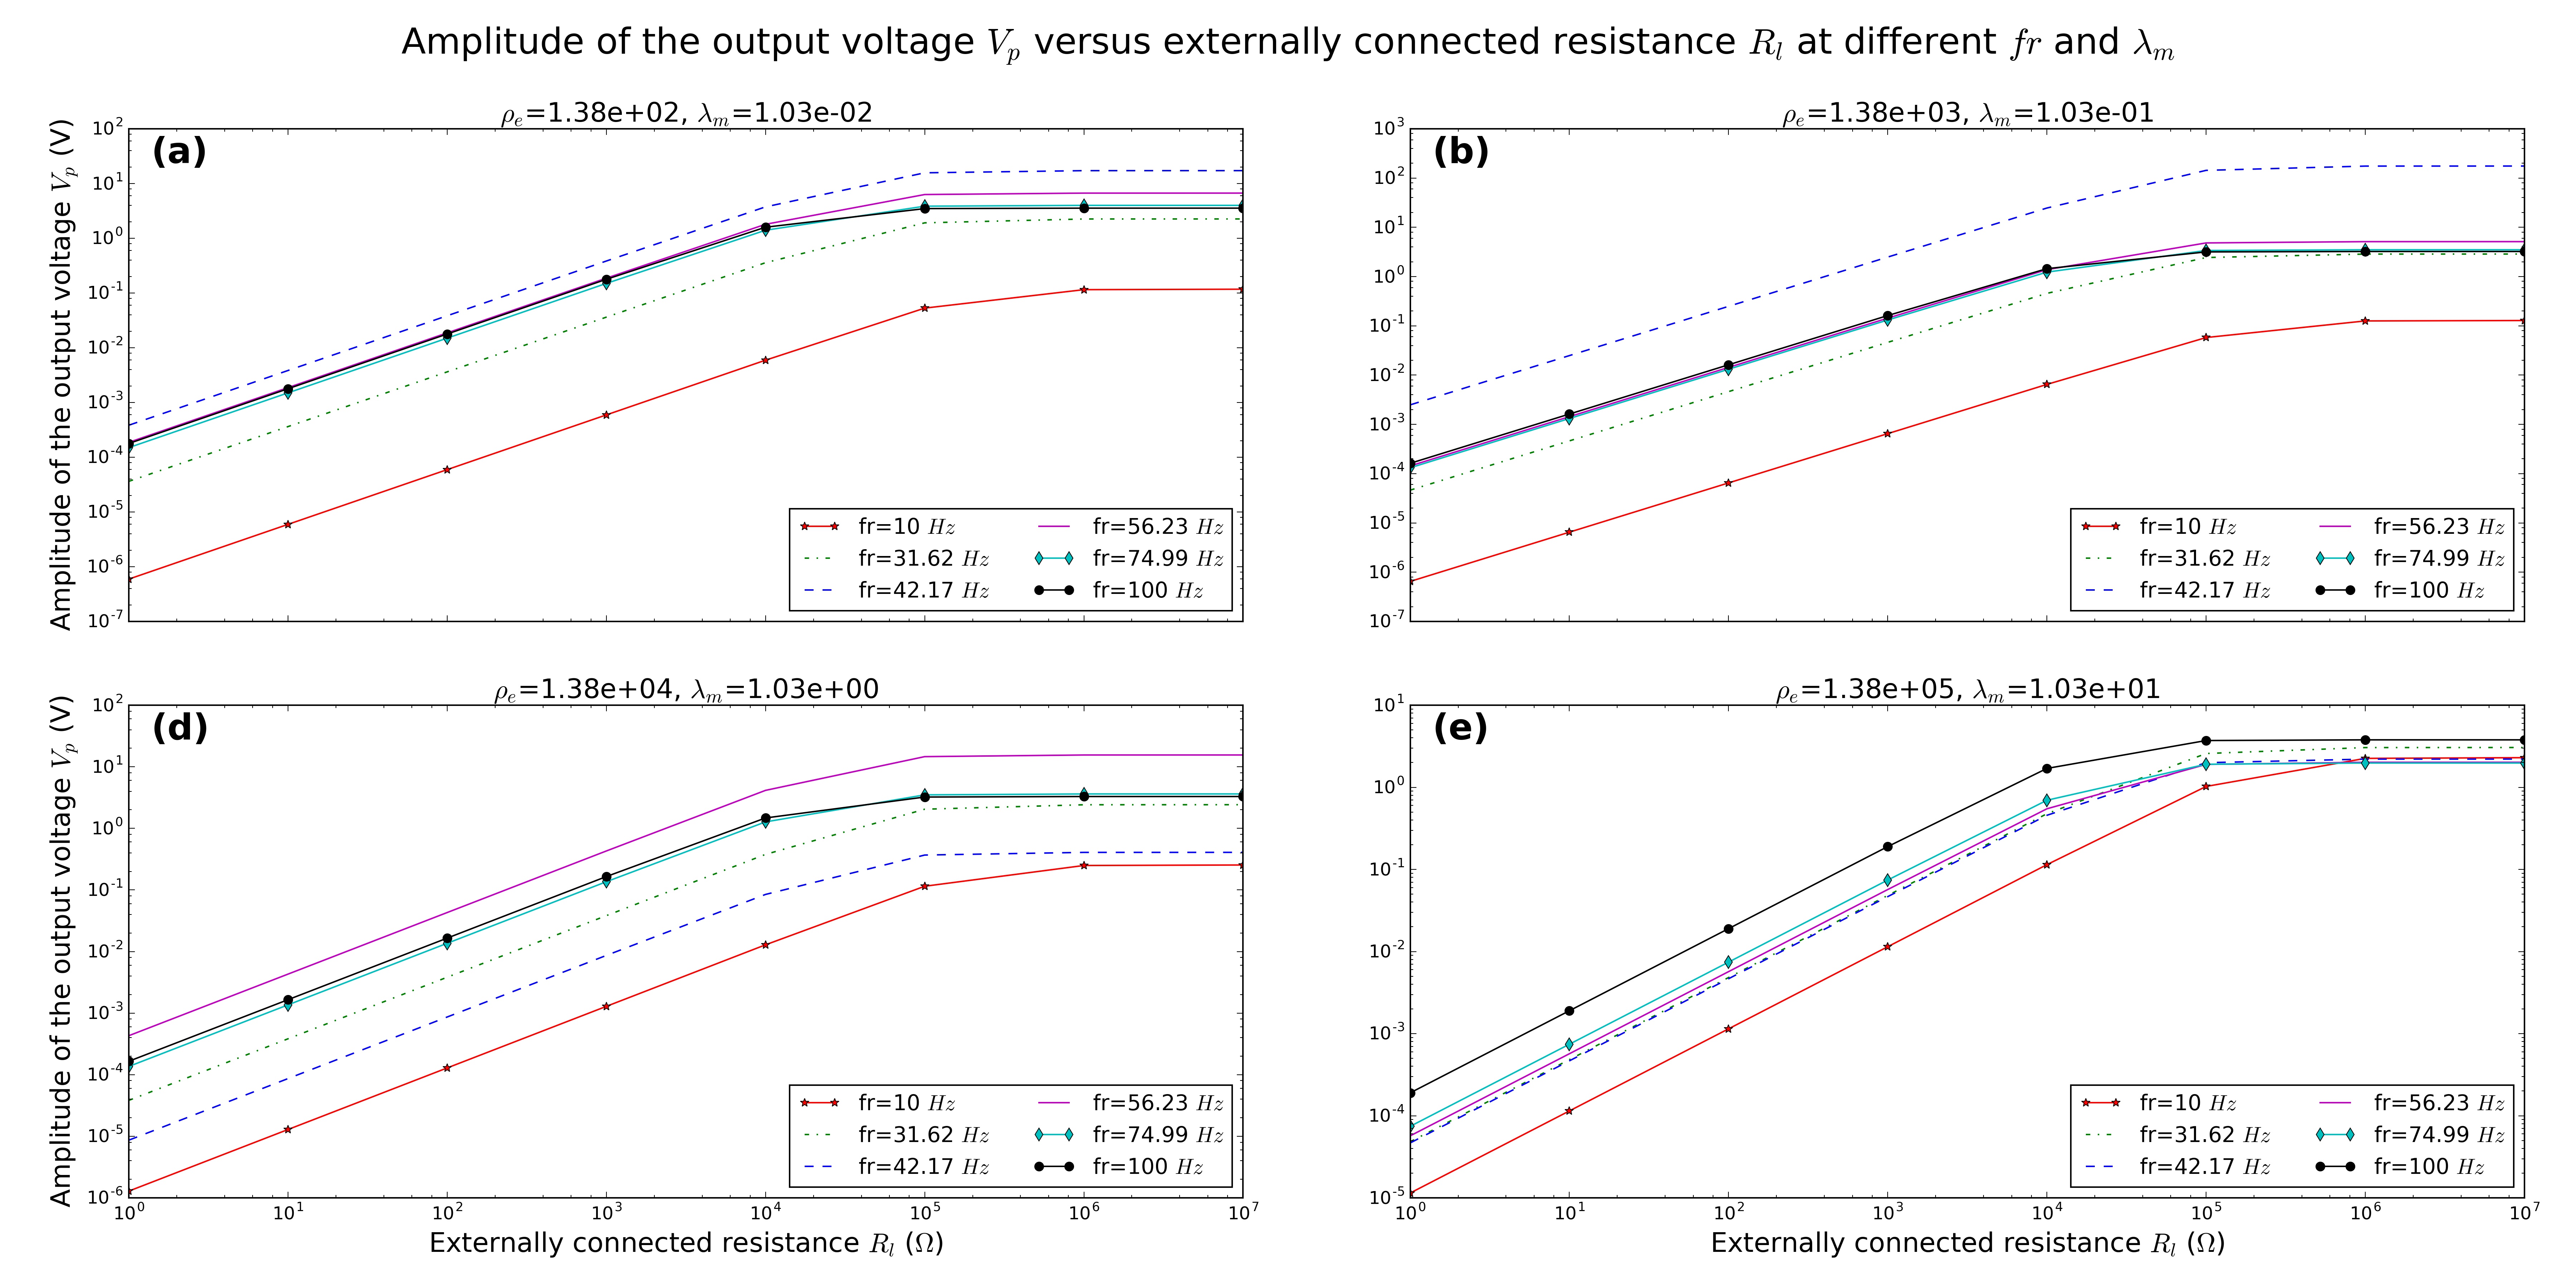 Amplitude of the output voltage V_p versus externally connected resistance R_l at different fr and λ_m
ρ_e=1.38e+02, λ_m=1.03e-02
(a)
Amplitude of the output voltage V_p (V)
10^2
10^1
10^0
10^-1
10^-2
10^-3
10^-4
10^-5
10^-6
10^-7
fr=10 Hz
fr=31.62 Hz
fr=42.17 Hz
fr=56.23 Hz
fr=74.99 Hz
fr=100 Hz
ρ_e=1.38e+03, λ_m=1.03e-01
(b)
10^3
10^2
10^1
10^0
10^-1
10^-2
10^-3
10^-4
10^-5
10^-6
10^-7
fr=10 Hz
fr=31.62 Hz
fr=42.17 Hz
fr=56.23 Hz
fr=74.99 Hz
fr=100 Hz
ρ_e=1.38e+04, λ_m=1.03e+00
(d)
Amplitude of the output voltage V_p (V)
10^2
10^1
10^0
10^-1
10^-2
10^-3
10^-4
10^-5
10^-6
fr=10 Hz
fr=31.62 Hz
fr=42.17 Hz
fr=56.23 Hz
fr=74.99 Hz
fr=100 Hz
10^0 10^1 10^2 10^3 10^4 10^5 10^6 10^7
Externally connected resistance R_l (Ω)
ρ_e=1.38e+05, λ_m=1.03e+01
(e)
10^1
10^0
10^-1
10^-2
10^-3
10^-4
10^-5
fr=10 Hz
fr=31.62 Hz
fr=42.17 Hz
fr=56.23 Hz
fr=74.99 Hz
fr=100 Hz
10^0 10^1 10^2 10^3 10^4 10^5 10^6 10^7
Externally connected resistance R_l (Ω)